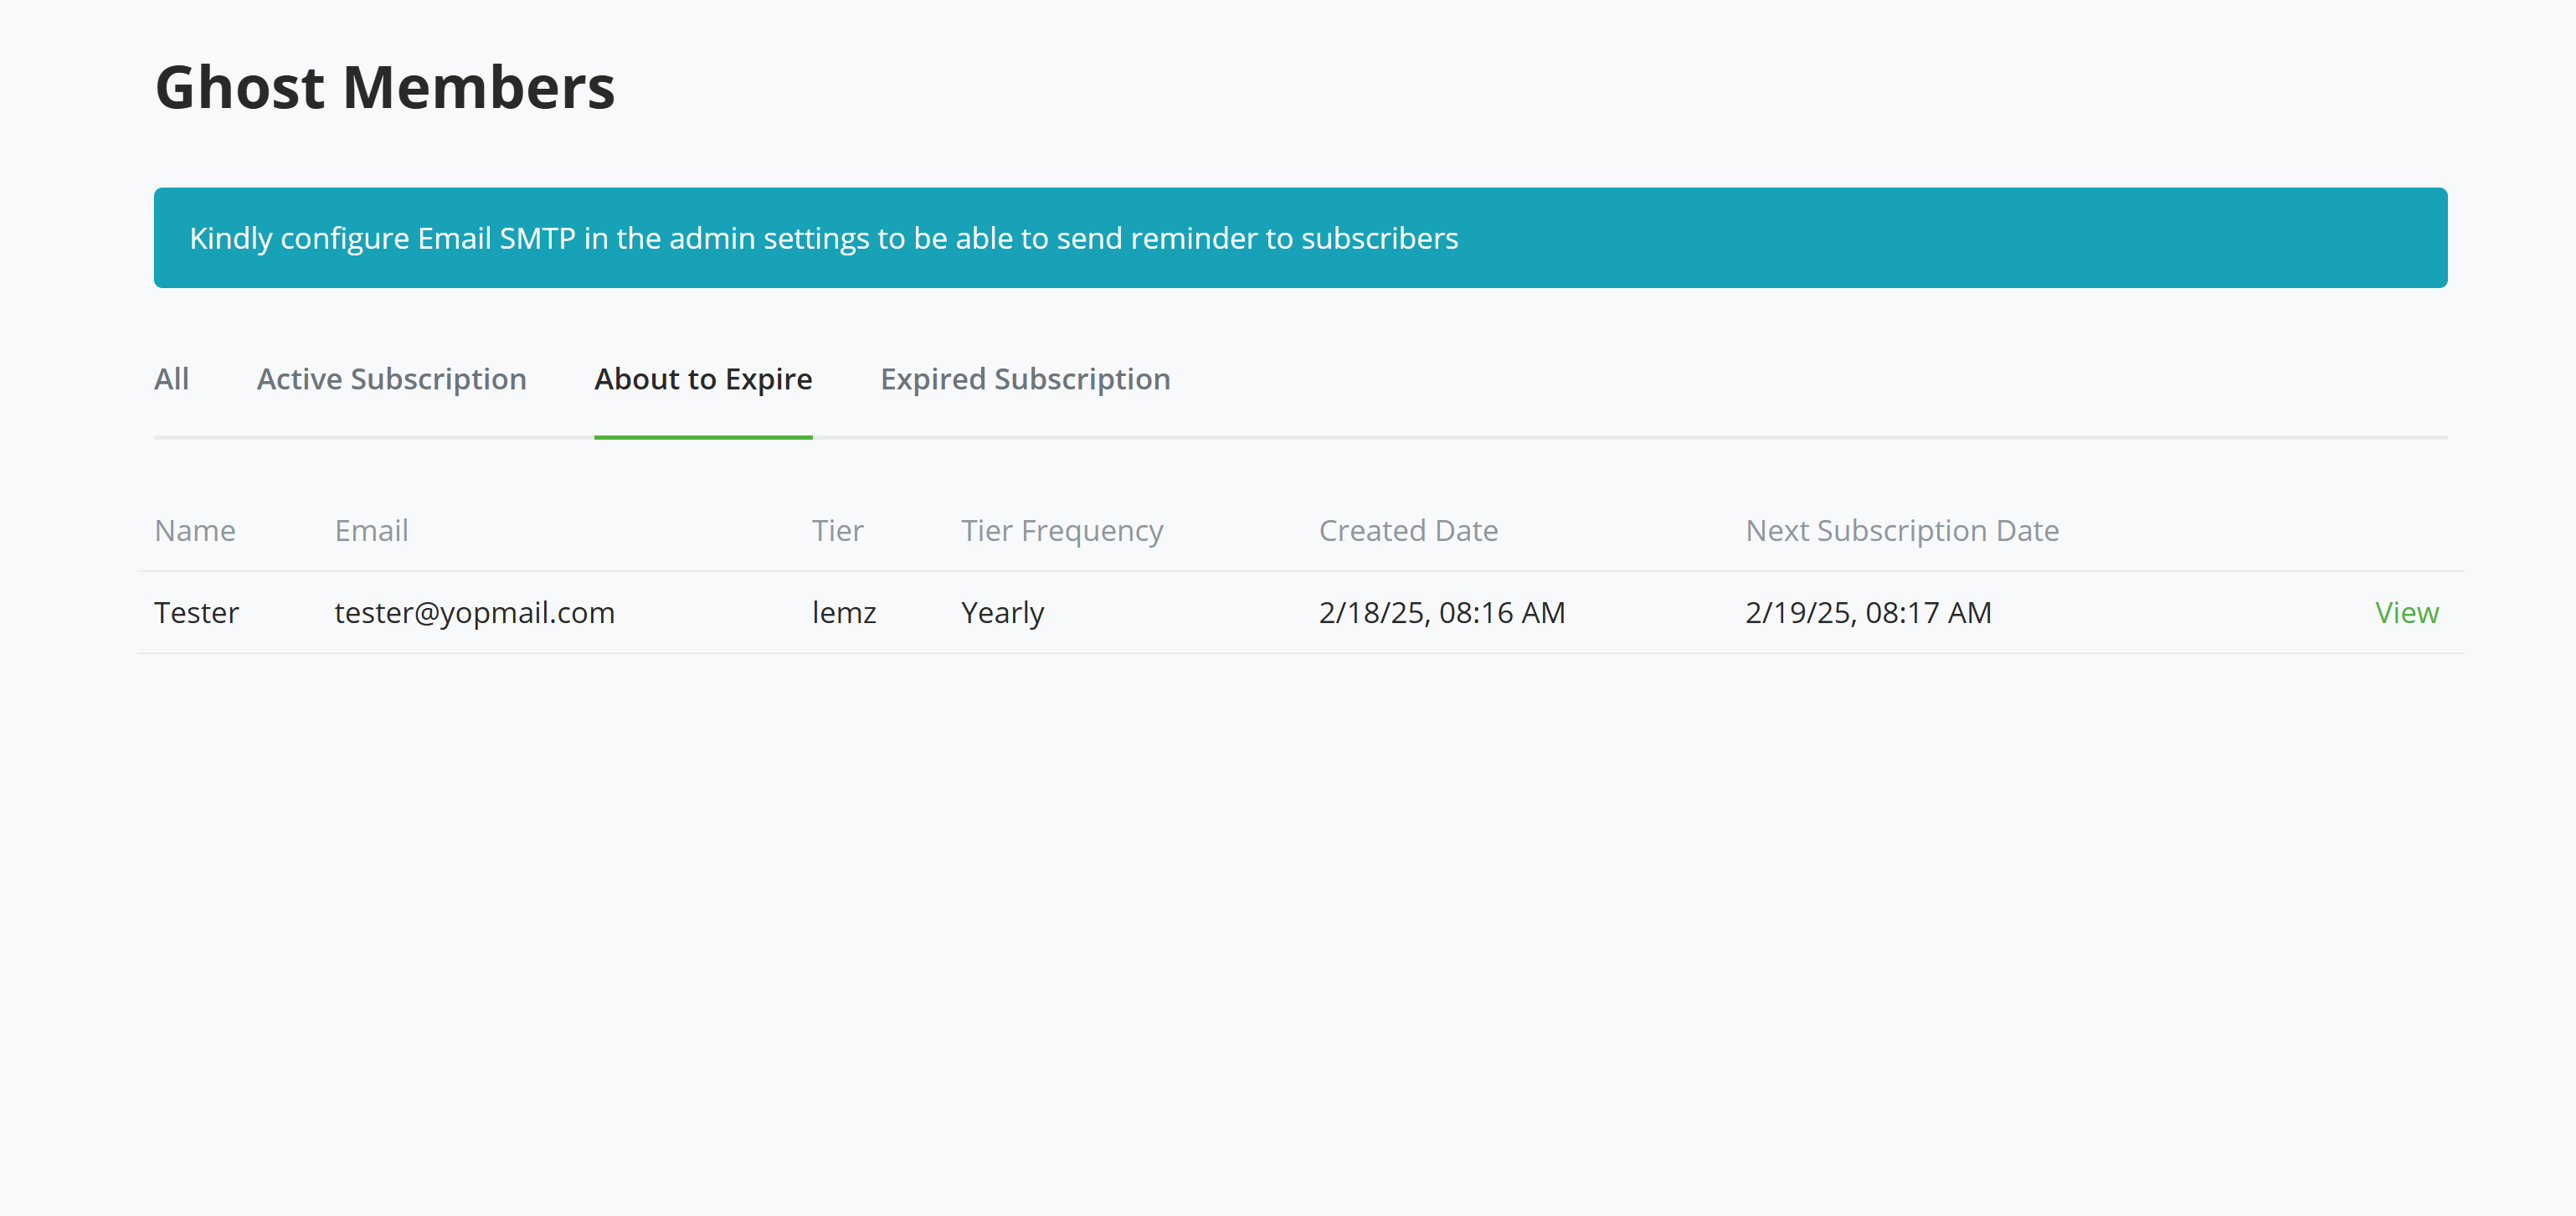 Ghost Members
Kindly configure Email SMTP in the admin settings to be able to send reminder to subscribers
All Active Subscription About to Expire Expired Subscription
Name Email Tier Tier Frequency Created Date Next Subscription Date
Tester tester@yopmail.com lemz Yearly 2/18/25, 08:16 AM 2/19/25, 08:17 AM View